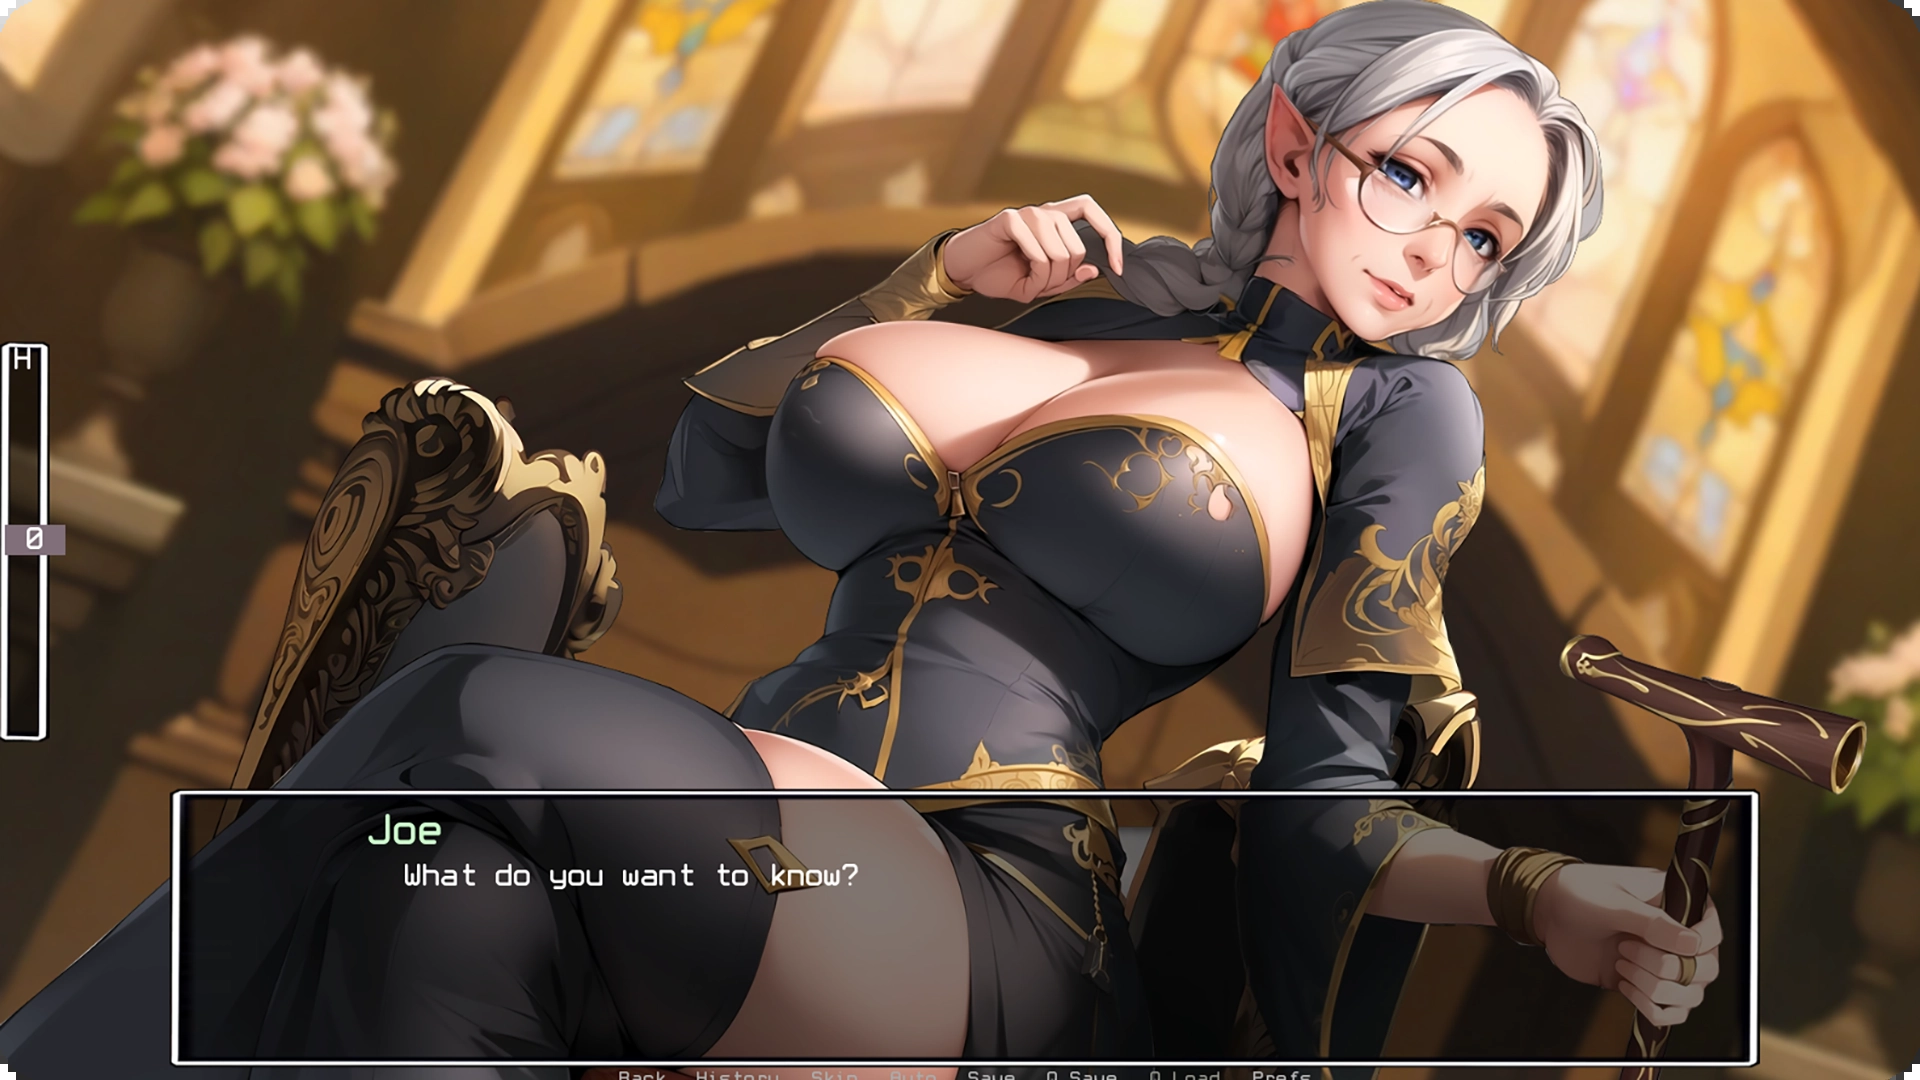 H
0
Joe
What do you want to know?
Back History Skip Auto Save Q.Save Q.Load Prefs